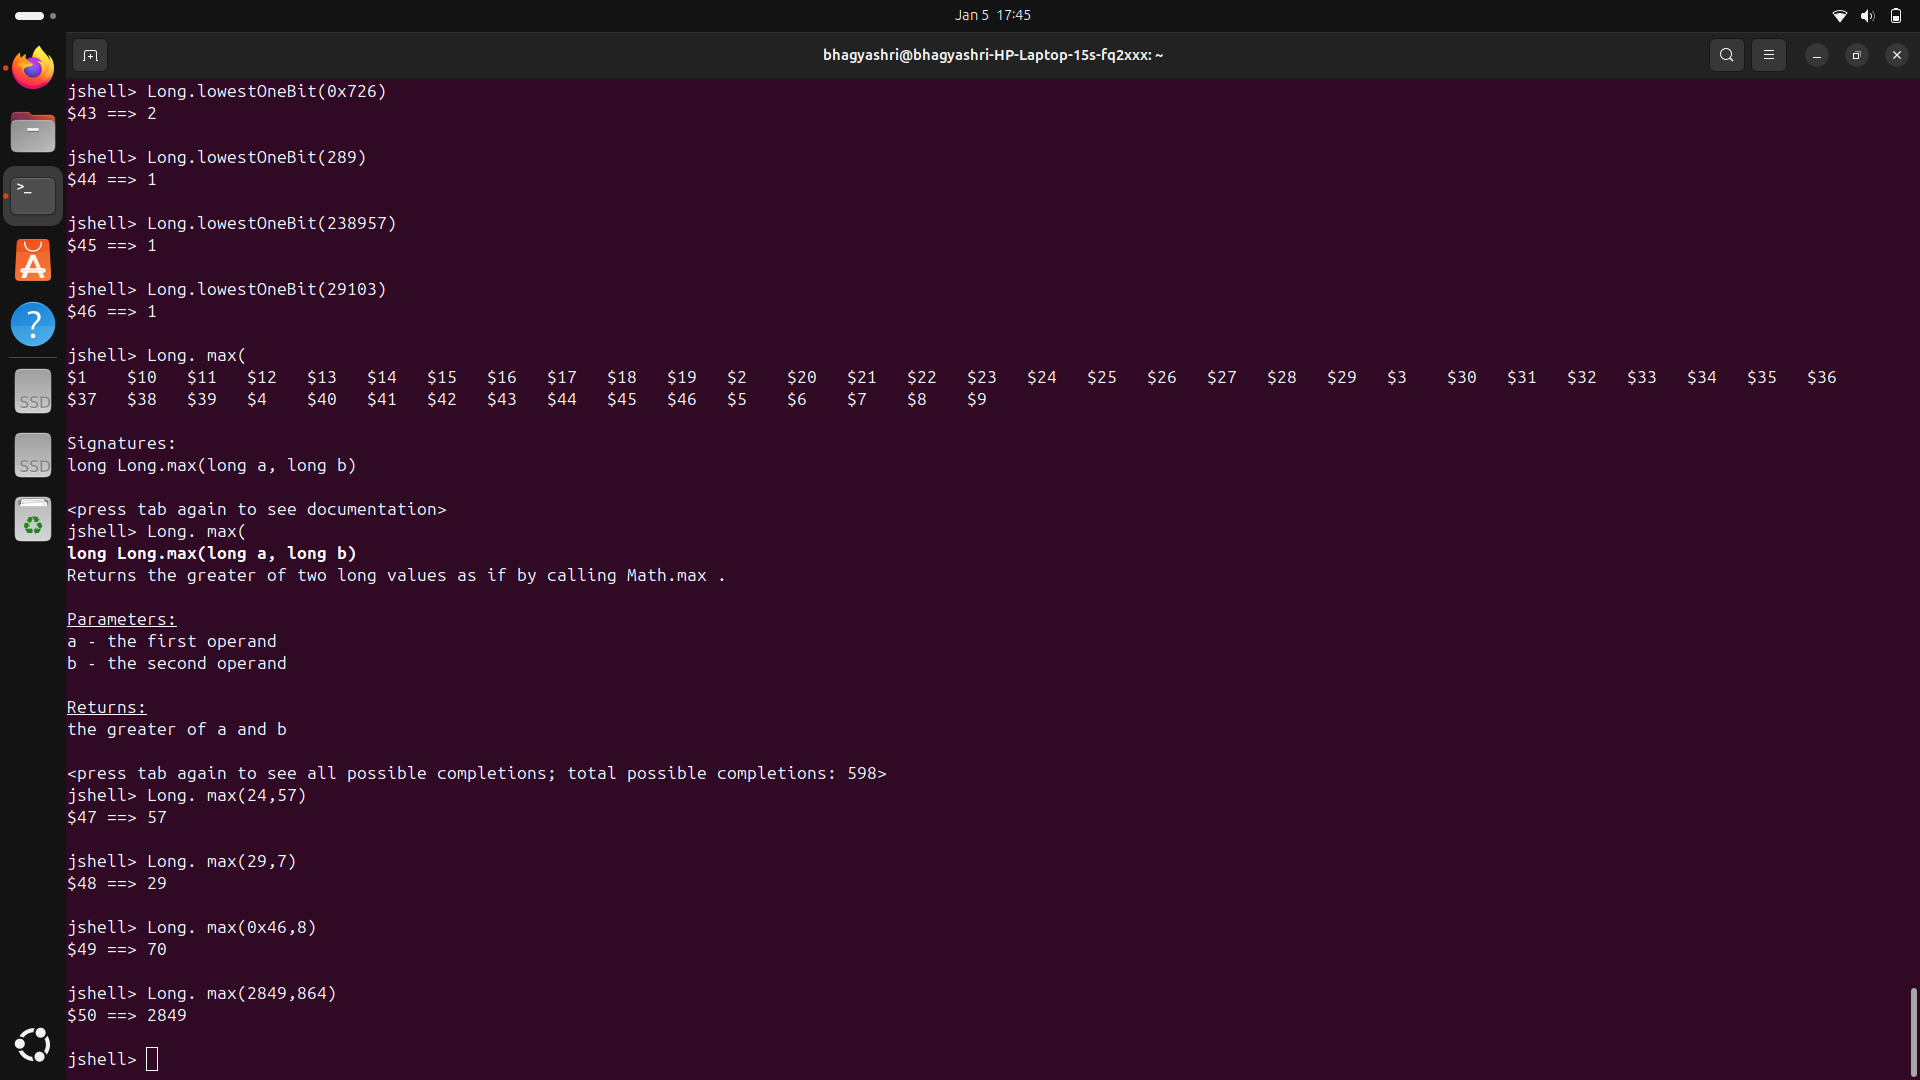 Jan 5 17:45
bhagyashri@bhagyashri-HP-Laptop-15s-fq2xxx: ~
jshell> Long.lowestOneBit(0x726)
$43 ==> 2
jshell> Long.lowestOneBit(289)
$44 ==> 1
jshell> Long.lowestOneBit(238957)
$45 ==> 1
jshell> Long.lowestOneBit(29103)
$46 ==> 1
jshell> Long. max(
$1 $10 $11 $12 $13 $14 $15 $16 $17 $18 $19 $2 $20 $21 $22 $23 $24 $25 $26 $27 $28 $29 $3 $30 $31 $32 $33 $34 $35 $36
$37 $38 $39 $4 $40 $41 $42 $43 $44 $45 $46 $5 $6 $7 $8 $9
Signatures:
long Long.max(long a, long b)
<press tab again to see documentation>
jshell> Long. max(
long Long.max(long a, long b)
Returns the greater of two long values as if by calling Math.max .
Parameters:
a - the first operand
b - the second operand
Returns:
the greater of a and b
<press tab again to see all possible completions; total possible completions: 598>
jshell> Long. max(24,57)
$47 ==> 57
jshell> Long. max(29,7)
$48 ==> 29
jshell> Long. max(0x46,8)
$49 ==> 70
jshell> Long. max(2849,864)
$50 ==> 2849
jshell>
>_
?
SSD
SSD